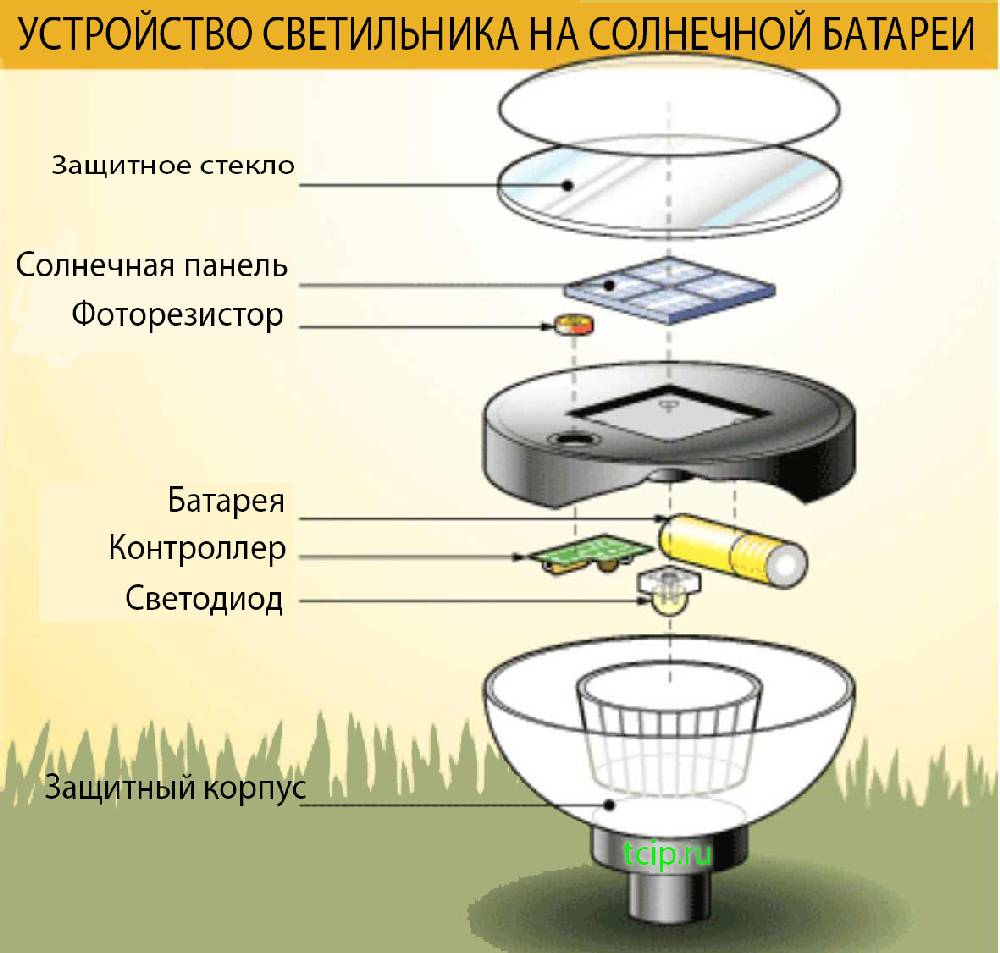 УСТРОЙСТВО СВЕТИЛЬНИКА НА СОЛНЕЧНОЙ БАТАРЕИ
Защитное стекло
Солнечная панель
Фоторезистор
Батарея
Контроллер
Светодиод
Защитный корпус
tcip.ru